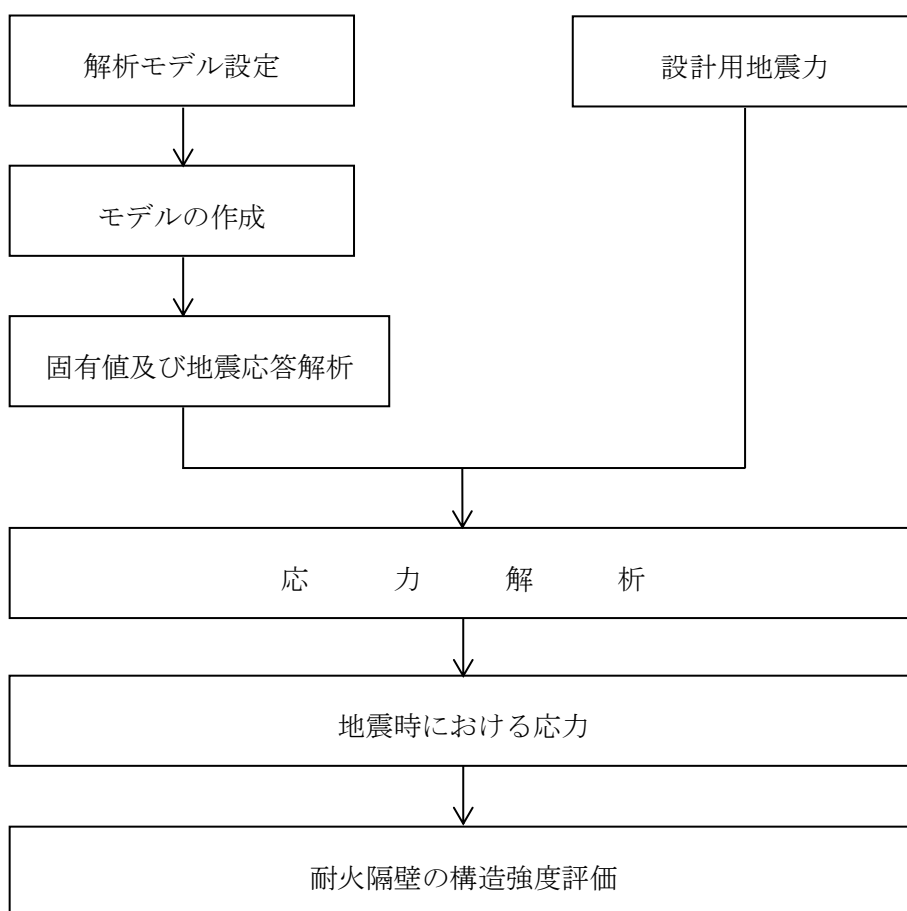 解析モデル設定
設計用地震力
モデルの作成
固有値及び地震応答解析
応力解析
地震時における応力
耐火隔壁の構造強度評価